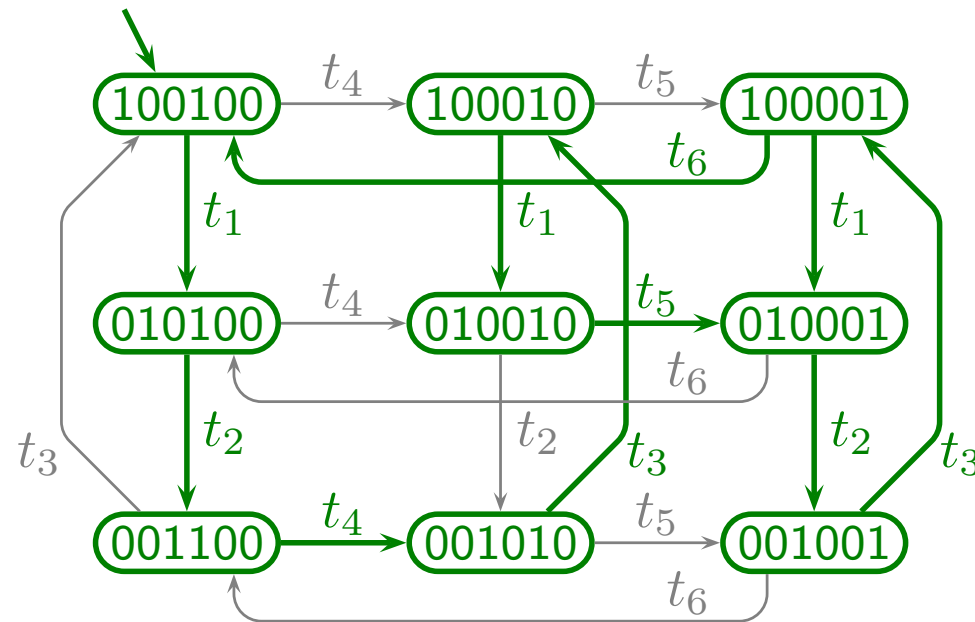 t₄ t₅
100100 100010 100001
t₆
t₁ t₁ t₁
t₄ t₅
010100 010010 010001
t₆
t₂ t₂ t₂
t₃ t₃ t₃
t₄ t₅
001100 001010 001001
t₆